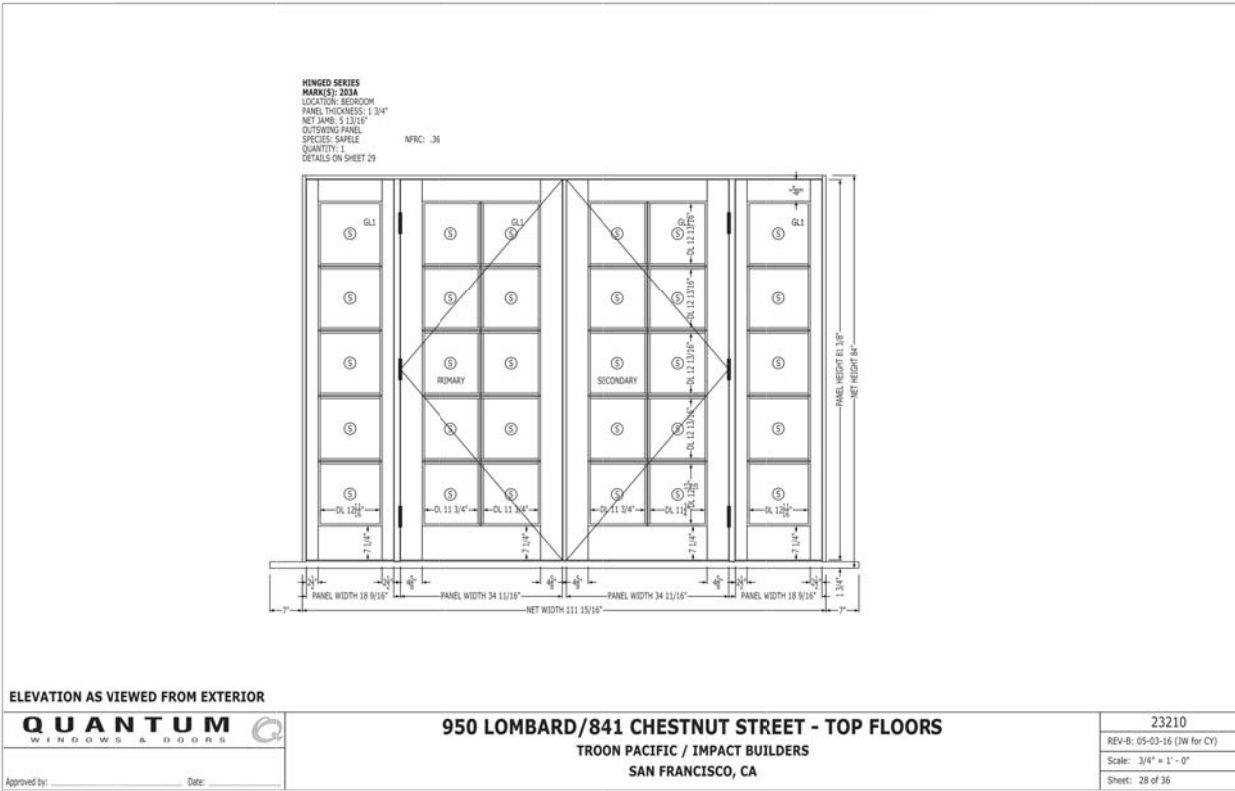 HINGED SERIES
MARK(S): 203A
LOCATION: BEDROOM
PANEL THICKNESS: 1 3/4"
NET JAMB: 5 13/16"
OUTSWING PANEL
SPECIES: SAPELE NFRC: .36
QUANTITY: 1
DETAILS ON SHEET 29
GL1 GL1 GL1
S S S S S S
DL 12 13/16"
S S S S S S
DL 12 13/16"
S S S S S S
DL 12 13/16"
PRIMARY SECONDARY
PANEL HEIGHT 81 3/8"
NET HEIGHT 84"
S S S S S S
DL 12 13/16"
S S S S S S
DL 11 3/4" DL 11 3/4" DL 11 3/4"
7 1/4" 7 1/4" 7 1/4" 7 1/4"
1 3/4"
PANEL WIDTH 18 9/16" PANEL WIDTH 34 11/16" PANEL WIDTH 34 11/16" PANEL WIDTH 18 9/16"
7" NET WIDTH 111 15/16" 7"
ELEVATION AS VIEWED FROM EXTERIOR
QUANTUM
WINDOWS & DOORS
Approved by: Date:
950 LOMBARD/841 CHESTNUT STREET - TOP FLOORS
TROON PACIFIC / IMPACT BUILDERS
SAN FRANCISCO, CA
23210
REV-B: 05-03-16 (JW for CY)
Scale: 3/4" = 1' - 0"
Sheet: 28 of 36